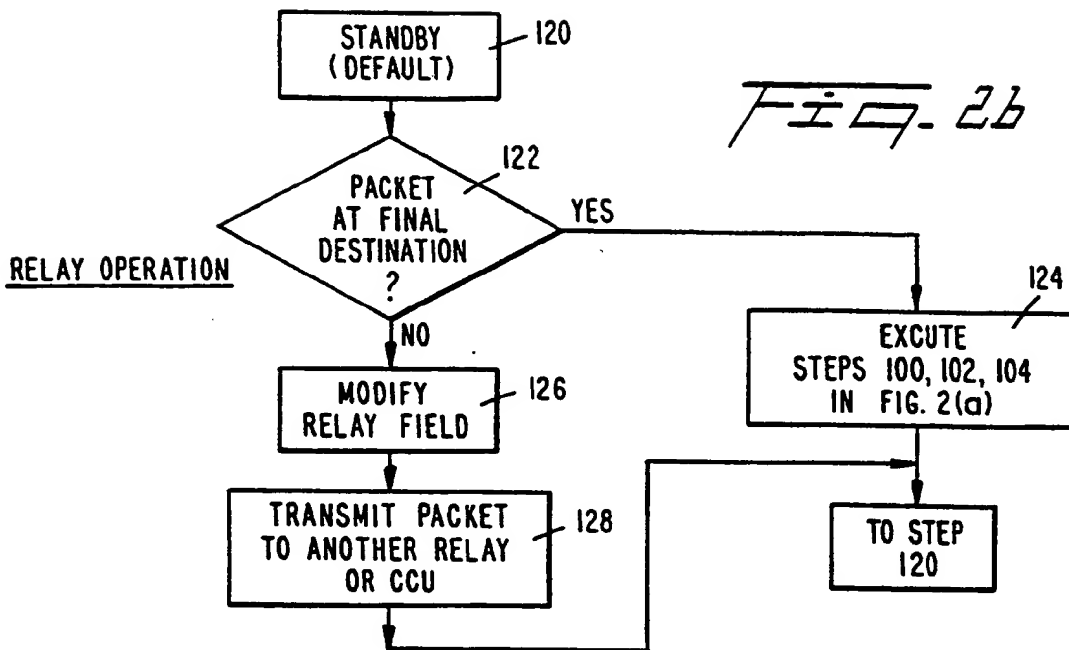 STANDBY
(DEFAULT)
120
Fig. 2b
122
PACKET
AT FINAL
DESTINATION
?
YES
RELAY OPERATION
NO
124
EXCUTE
STEPS 100, 102, 104
IN FIG. 2(a)
MODIFY
RELAY FIELD
126
TRANSMIT PACKET
TO ANOTHER RELAY
OR CCU
128
TO STEP
120